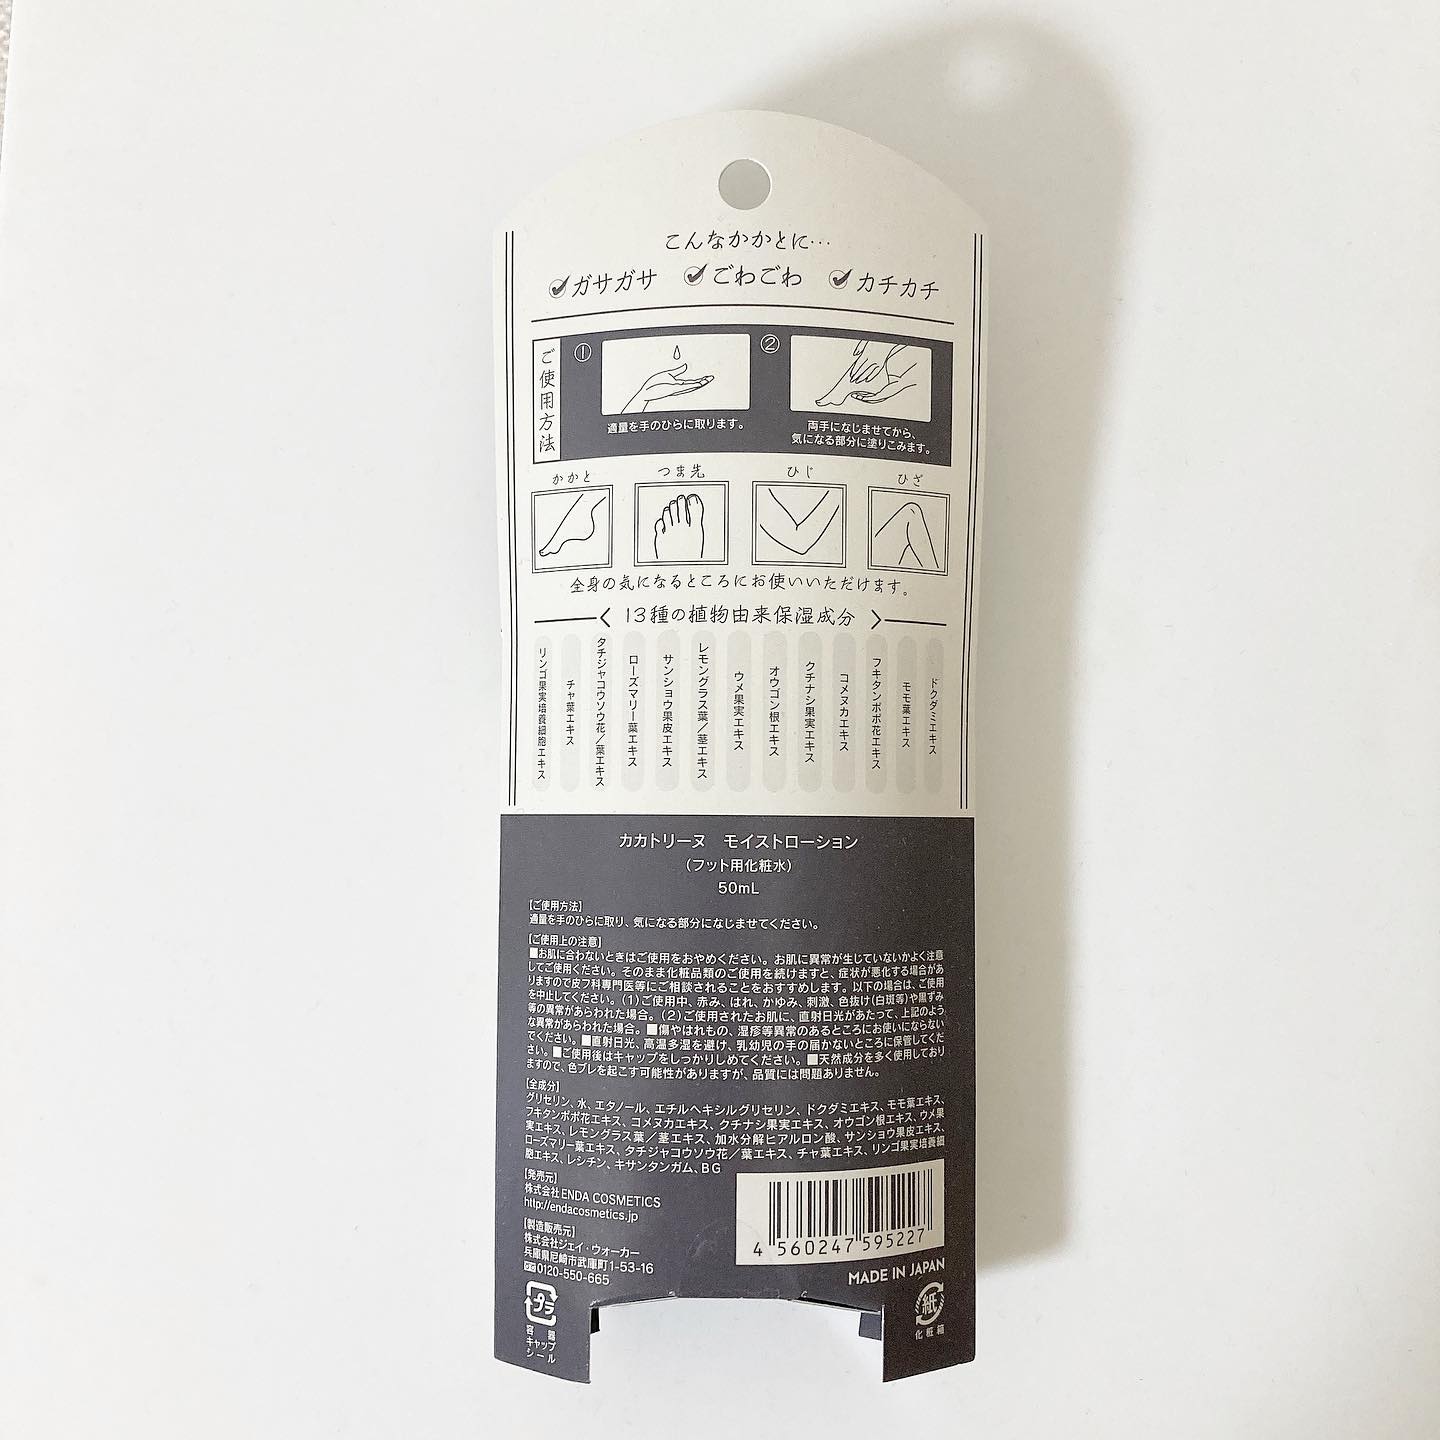 こんなかかとに…
ガサガサ ごわごわ カチカチ
ご使用方法
①
適量を手のひらに取ります。
②
両手になじませてから、
気になる部分に塗りこみます。
かかと つま先 ひじ ひざ
全身の気になるところにお使いいただけます。
13種の植物由来保湿成分
リンゴ果実培養細胞エキス
チャ葉エキス
タチジャコウソウ花／葉エキス
ローズマリー葉エキス
サンショウ果皮エキス
レモングラス葉／茎エキス
ウメ果実エキス
オウゴン根エキス
クチナシ果実エキス
コメヌカエキス
フキタンポポ花エキス
モモ葉エキス
ドクダミエキス
カカトリーヌ モイストローション
（フット用化粧水）
50mL
【ご使用方法】
適量を手のひらに取り、気になる部分になじませてください。
【ご使用上の注意】
■お肌に合わないときはご使用をおやめください。お肌に異常が生じていないかよく注意
してご使用ください。そのまま化粧品類のご使用を続けますと、症状が悪化する場合があ
りますので皮フ科専門医等にご相談されることをおすすめします。以下の場合は、ご使用
を中止してください。（1）ご使用中、赤み、はれ、かゆみ、刺激、色抜け（白斑等）や黒ずみ
等の異常があらわれた場合。（2）ご使用されたお肌に、直射日光があたって、上記のよう
な異常があらわれた場合。■傷やはれもの、湿疹等異常のあるところにお使いにならない
でください。■直射日光、高温多湿を避け、乳幼児の手の届かないところに保管してくだ
さい。■ご使用後はキャップをしっかりしめてください。■天然成分を多く使用しており
ますので、色ブレを起こす可能性がありますが、品質には問題ありません。
【全成分】
グリセリン、水、エタノール、エチルヘキシルグリセリン、ドクダミエキス、モモ葉エキス、
フキタンポポ花エキス、コメヌカエキス、クチナシ果実エキス、オウゴン根エキス、ウメ果
実エキス、レモングラス葉／茎エキス、加水分解ヒアルロン酸、サンショウ果皮エキス、
ローズマリー葉エキス、タチジャコウソウ花／葉エキス、チャ葉エキス、リンゴ果実培養細
胞エキス、レシチン、キサンタンガム、BG
【発売元】
株式会社ENDA COSMETICS
http://endacosmetics.jp
【製造販売元】
株式会社ジェイ・ウォーカー
兵庫県尼崎市武庫町1-53-16
0120-550-665
4 560247 595227
MADE IN JAPAN
プラ
容器
キャップ
シール
紙
化粧箱